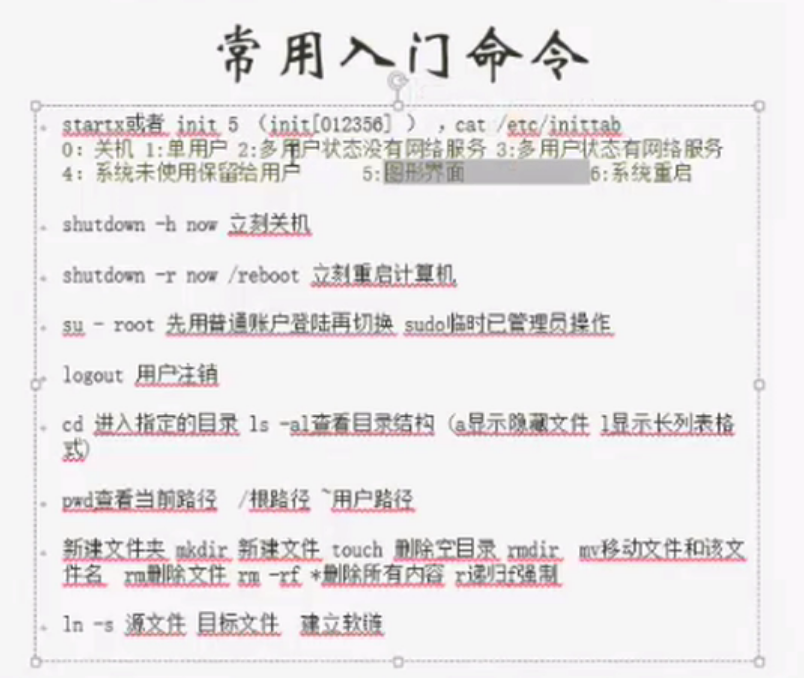 常用入门命令
startx或者 init 5 （init[012356] ） ，cat /etc/inittab
0：关机 1:单用户 2:多用户状态没有网络服务 3:多用户状态有网络服务
4：系统未使用保留给用户 5:图形界面 6:系统重启
shutdown -h now 立刻关机
shutdown -r now /reboot 立刻重启计算机
su - root 先用普通账户登陆再切换 sudo临时已管理员操作
logout 用户注销
cd 进入指定的目录 ls -al查看目录结构（a显示隐藏文件 l显示长列表格
式）
pwd查看当前路径 /根路径 ~用户路径
新建文件夹 mkdir 新建文件 touch 删除空目录 rmdir mv移动文件和该文
件名 rm删除文件 rm -rf *删除所有内容 r递归f强制
ln -s 源文件 目标文件 建立软链